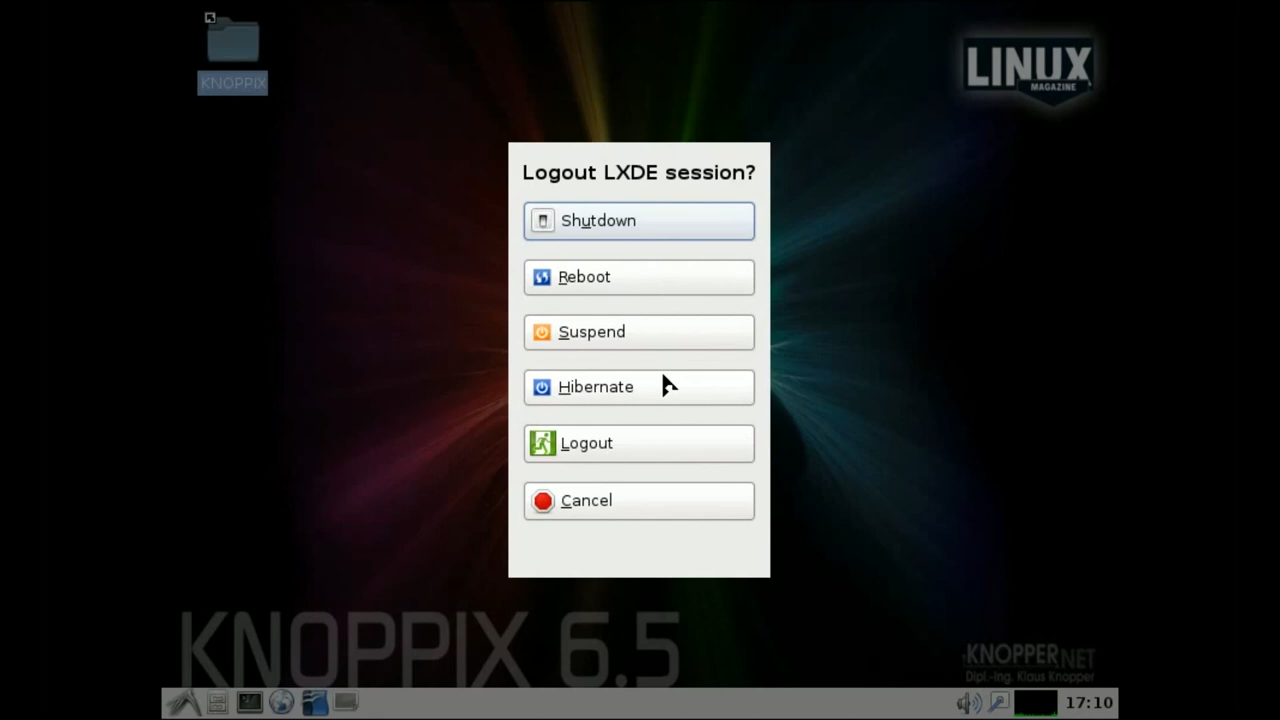 KNOPPIX
LINUX
MAGAZINE
Logout LXDE session?
Shutdown
Reboot
Suspend
Hibernate
Logout
Cancel
KNOPPIX 6.5
KNOPPER.NET
Dipl.-Ing. Klaus Knopper
17:10